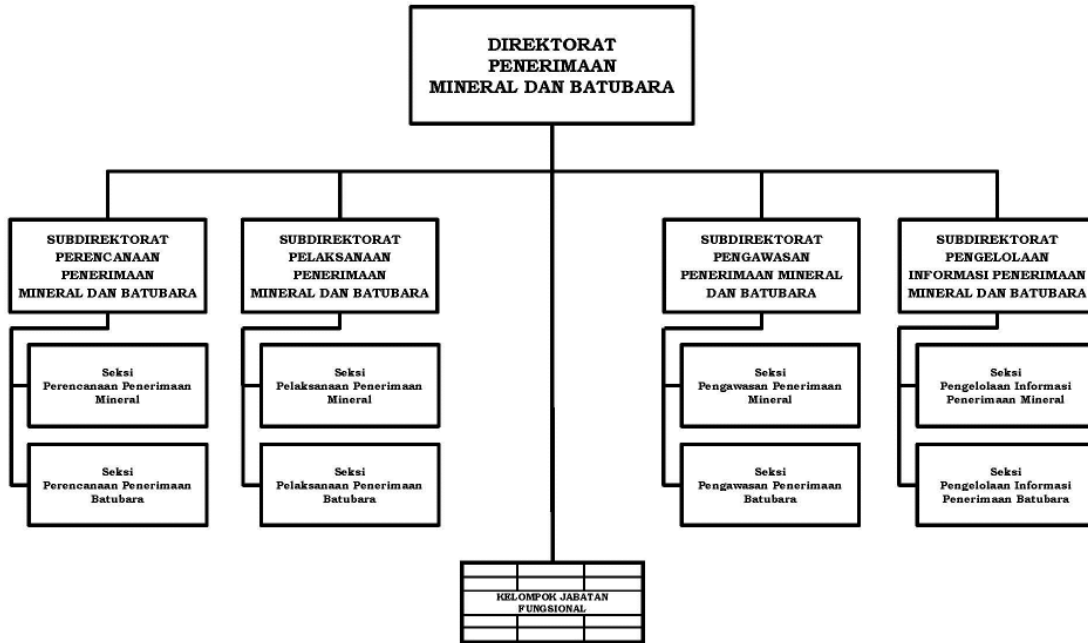 DIREKTORAT
PENERIMAAN
MINERAL DAN BATUBARA
SUBDIREKTORAT
PERENCANAAN
PENERIMAAN
MINERAL DAN BATUBARA
SUBDIREKTORAT
PELAKSANAAN
PENERIMAAN
MINERAL DAN BATUBARA
SUBDIREKTORAT
PENGAWASAN
PENERIMAAN MINERAL
DAN BATUBARA
SUBDIREKTORAT
PENGELOLAAN
INFORMASI PENERIMAAN
MINERAL DAN BATUBARA
Seksi
Perencanaan Penerimaan
Mineral
Seksi
Pelaksanaan Penerimaan
Mineral
Seksi
Pengawasan Penerimaan
Mineral
Seksi
Pengelolaan Informasi
Penerimaan Mineral
Seksi
Perencanaan Penerimaan
Batubara
Seksi
Pelaksanaan Penerimaan
Batubara
Seksi
Pengawasan Penerimaan
Batubara
Seksi
Pengelolaan Informasi
Penerimaan Batubara
KELOMPOK JABATAN
FUNGSIONAL